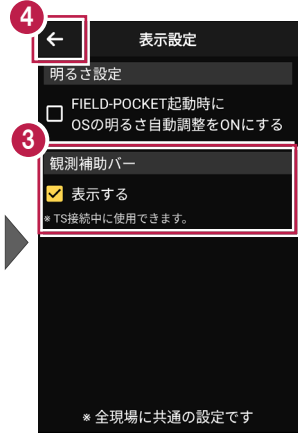 4
← 表示設定
明るさ設定
FIELD-POCKET起動時に
OSの明るさ自動調整をONにする
3
観測補助バー
表示する
※ TS接続中に使用できます。
※ 全現場に共通の設定です